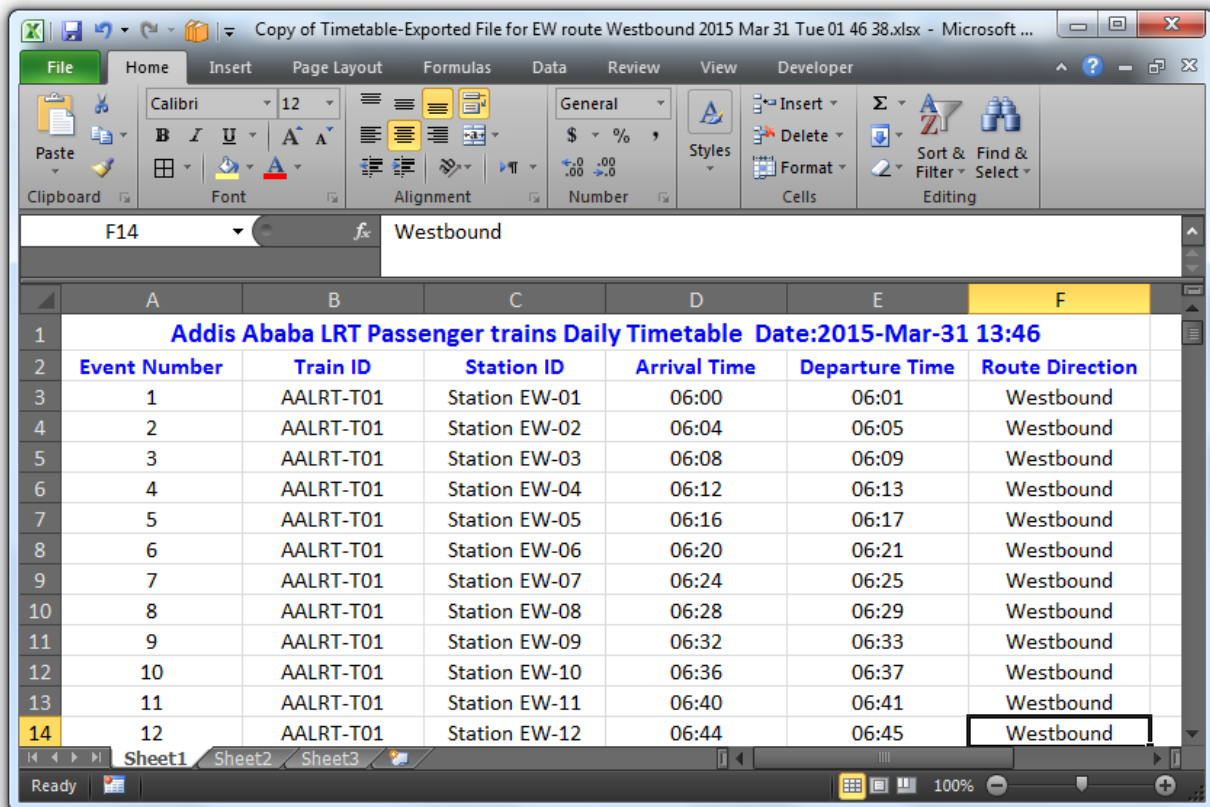 Copy of Timetable-Exported File for EW route Westbound 2015 Mar 31 Tue 01 46 38.xlsx - Microsoft ...
File Home Insert Page Layout Formulas Data Review View Developer
Calibri 12 General Insert
B I U A A $ % , Delete
Paste Styles Sort & Find &
A .00 .0 Format Filter Select
Clipboard Font Alignment Number Cells Editing
F14 fx Westbound
A B C D E F
1 Addis Ababa LRT Passenger trains Daily Timetable Date:2015-Mar-31 13:46
2 Event Number Train ID Station ID Arrival Time Departure Time Route Direction
3 1 AALRT-T01 Station EW-01 06:00 06:01 Westbound
4 2 AALRT-T01 Station EW-02 06:04 06:05 Westbound
5 3 AALRT-T01 Station EW-03 06:08 06:09 Westbound
6 4 AALRT-T01 Station EW-04 06:12 06:13 Westbound
7 5 AALRT-T01 Station EW-05 06:16 06:17 Westbound
8 6 AALRT-T01 Station EW-06 06:20 06:21 Westbound
9 7 AALRT-T01 Station EW-07 06:24 06:25 Westbound
10 8 AALRT-T01 Station EW-08 06:28 06:29 Westbound
11 9 AALRT-T01 Station EW-09 06:32 06:33 Westbound
12 10 AALRT-T01 Station EW-10 06:36 06:37 Westbound
13 11 AALRT-T01 Station EW-11 06:40 06:41 Westbound
14 12 AALRT-T01 Station EW-12 06:44 06:45 Westbound
Sheet1 Sheet2 Sheet3
Ready 100%